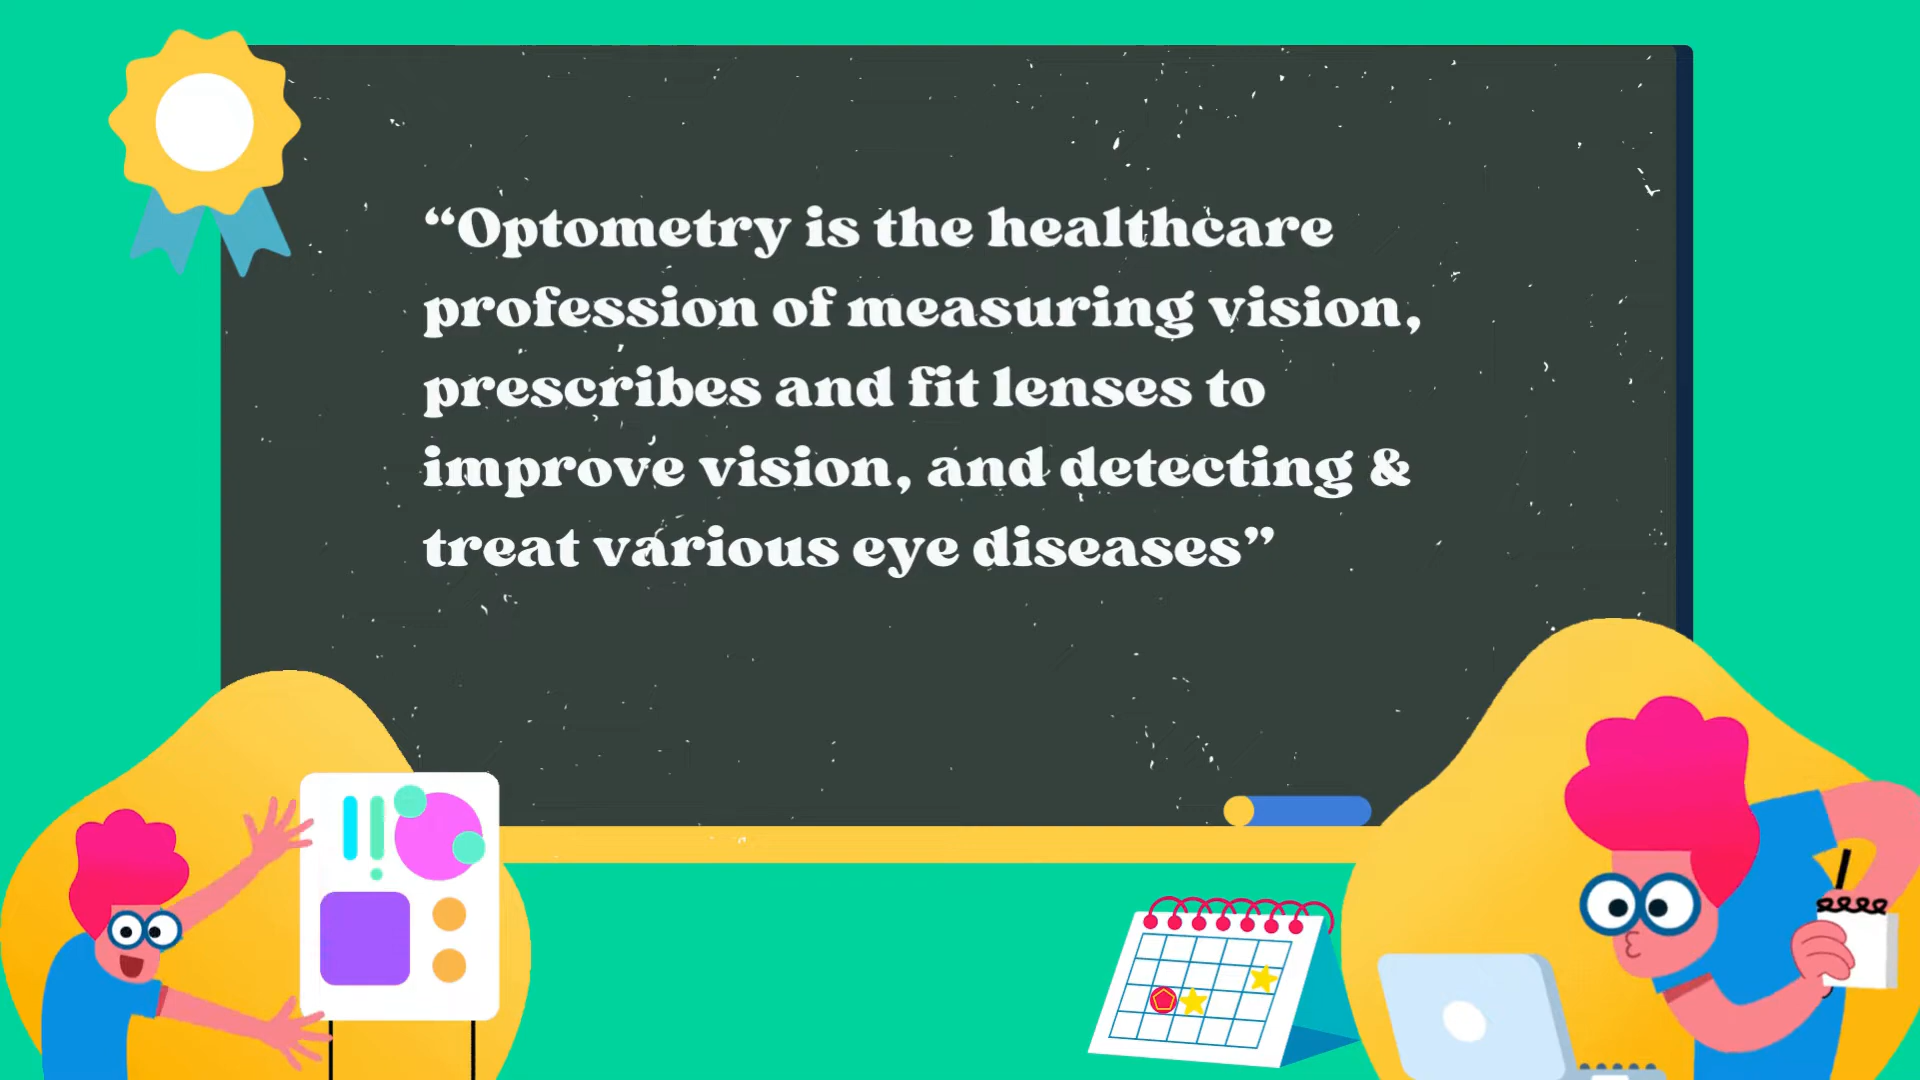 “Optometry is the healthcare
profession of measuring vision,
prescribes and fit lenses to
improve vision, and detecting &
treat various eye diseases”